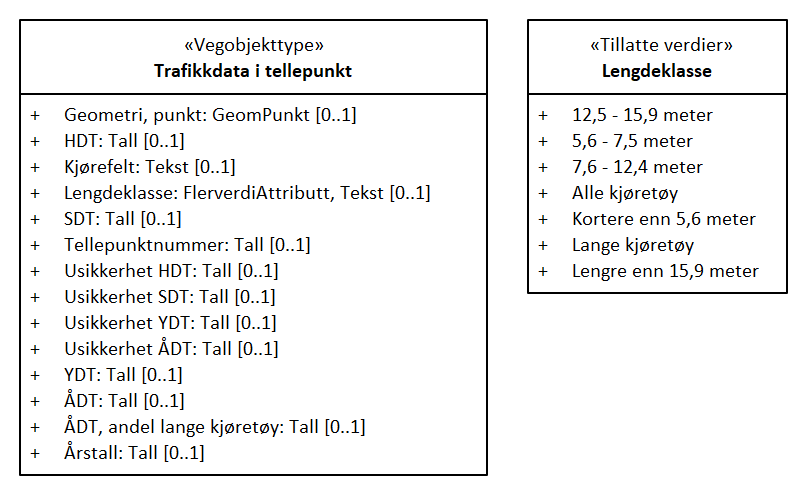 «Vegobjekttype»
Trafikkdata i tellepunkt
+ Geometri, punkt: GeomPunkt [0..1]
+ HDT: Tall [0..1]
+ Kjørefelt: Tekst [0..1]
+ Lengdeklasse: FlerverdiAttributt, Tekst [0..1]
+ SDT: Tall [0..1]
+ Tellepunktnummer: Tall [0..1]
+ Usikkerhet HDT: Tall [0..1]
+ Usikkerhet SDT: Tall [0..1]
+ Usikkerhet YDT: Tall [0..1]
+ Usikkerhet ÅDT: Tall [0..1]
+ YDT: Tall [0..1]
+ ÅDT: Tall [0..1]
+ ÅDT, andel lange kjøretøy: Tall [0..1]
+ Årstall: Tall [0..1]
«Tillatte verdier»
Lengdeklasse
+ 12,5 - 15,9 meter
+ 5,6 - 7,5 meter
+ 7,6 - 12,4 meter
+ Alle kjøretøy
+ Kortere enn 5,6 meter
+ Lange kjøretøy
+ Lengre enn 15,9 meter